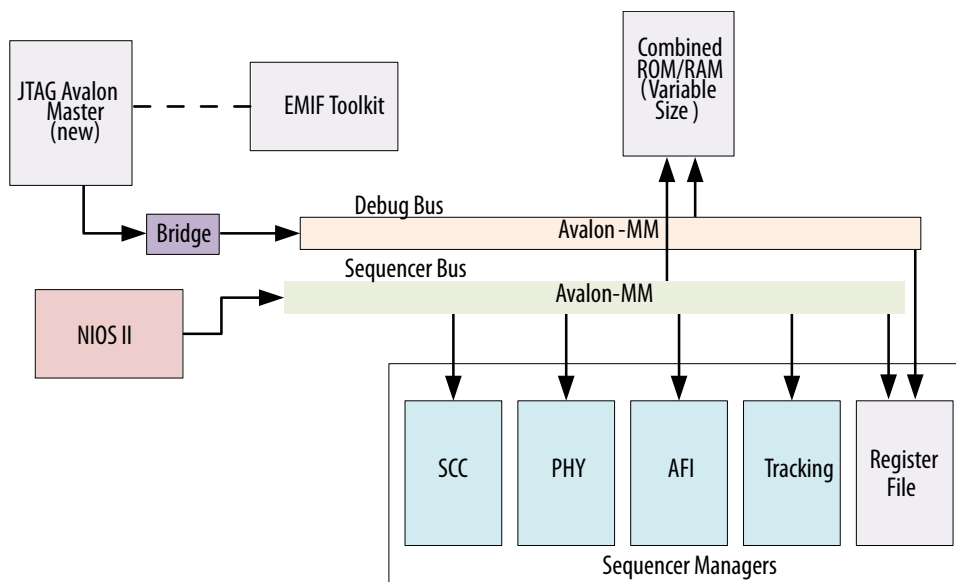 JTAG Avalon
Master
(new)
EMIF Toolkit
Combined
ROM/RAM
( Variable
Size )
Debug Bus
Bridge
Avalon -MM
Sequencer Bus
Avalon-MM
NIOS II
SCC
PHY
AFI
Tracking
Register
File
Sequencer Managers